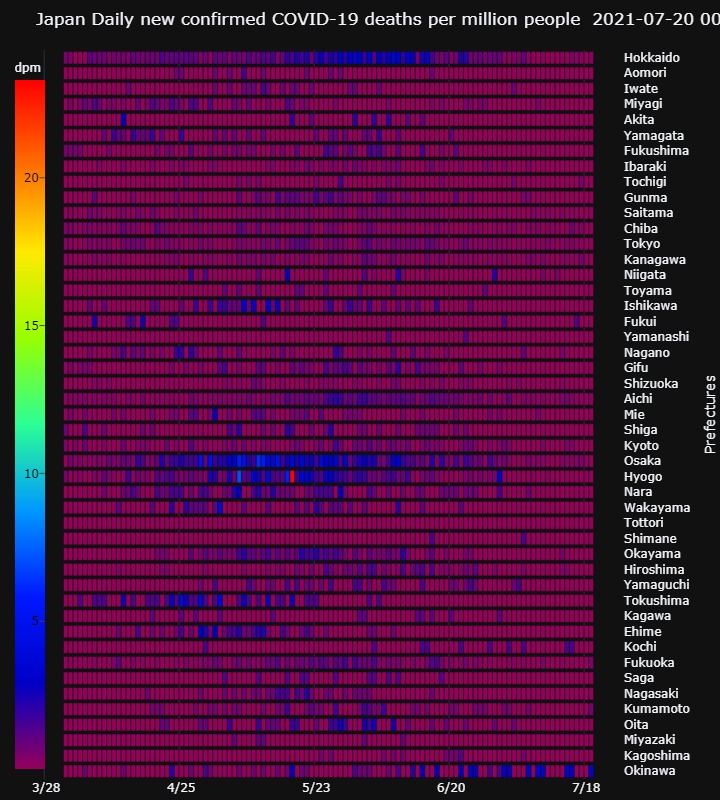 Japan Daily new confirmed COVID-19 deaths per million people 2021-07-20 00
dpm
20
15
10
5
Hokkaido
Aomori
Iwate
Miyagi
Akita
Yamagata
Fukushima
Ibaraki
Tochigi
Gunma
Saitama
Chiba
Tokyo
Kanagawa
Niigata
Toyama
Ishikawa
Fukui
Yamanashi
Nagano
Gifu
Shizuoka
Aichi
Mie
Shiga
Kyoto
Osaka
Hyogo
Nara
Wakayama
Tottori
Shimane
Okayama
Hiroshima
Yamaguchi
Tokushima
Kagawa
Ehime
Kochi
Fukuoka
Saga
Nagasaki
Kumamoto
Oita
Miyazaki
Kagoshima
Okinawa
Prefectures
3/28 4/25 5/23 6/20 7/18